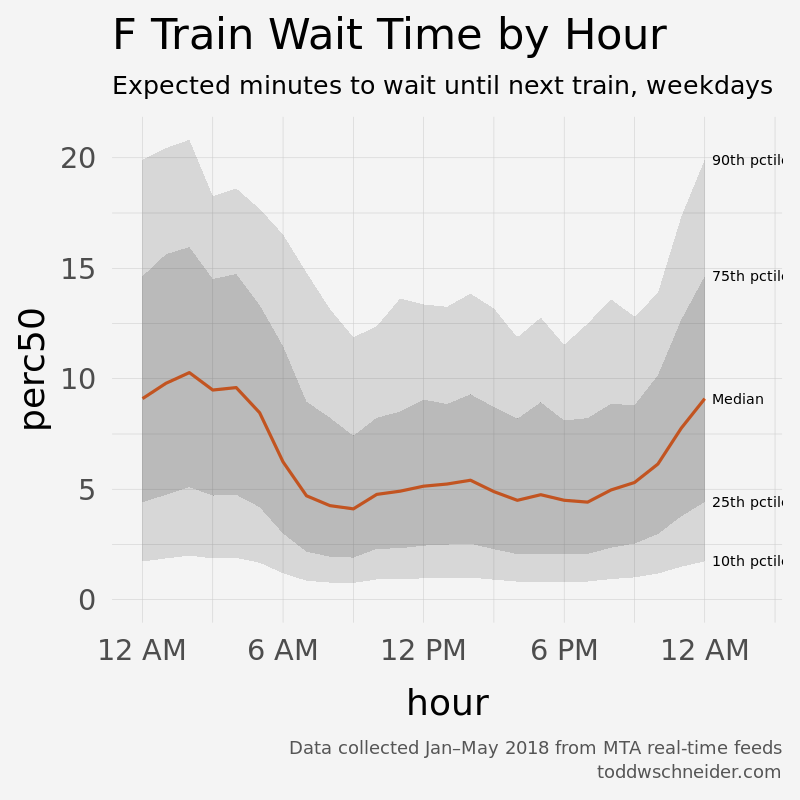 F Train Wait Time by Hour
Expected minutes to wait until next train, weekdays
perc50
20
15
10
5
0
90th pctile
75th pctile
Median
25th pctile
10th pctile
12 AM 6 AM 12 PM 6 PM 12 AM
hour
Data collected Jan–May 2018 from MTA real-time feeds
toddwschneider.com